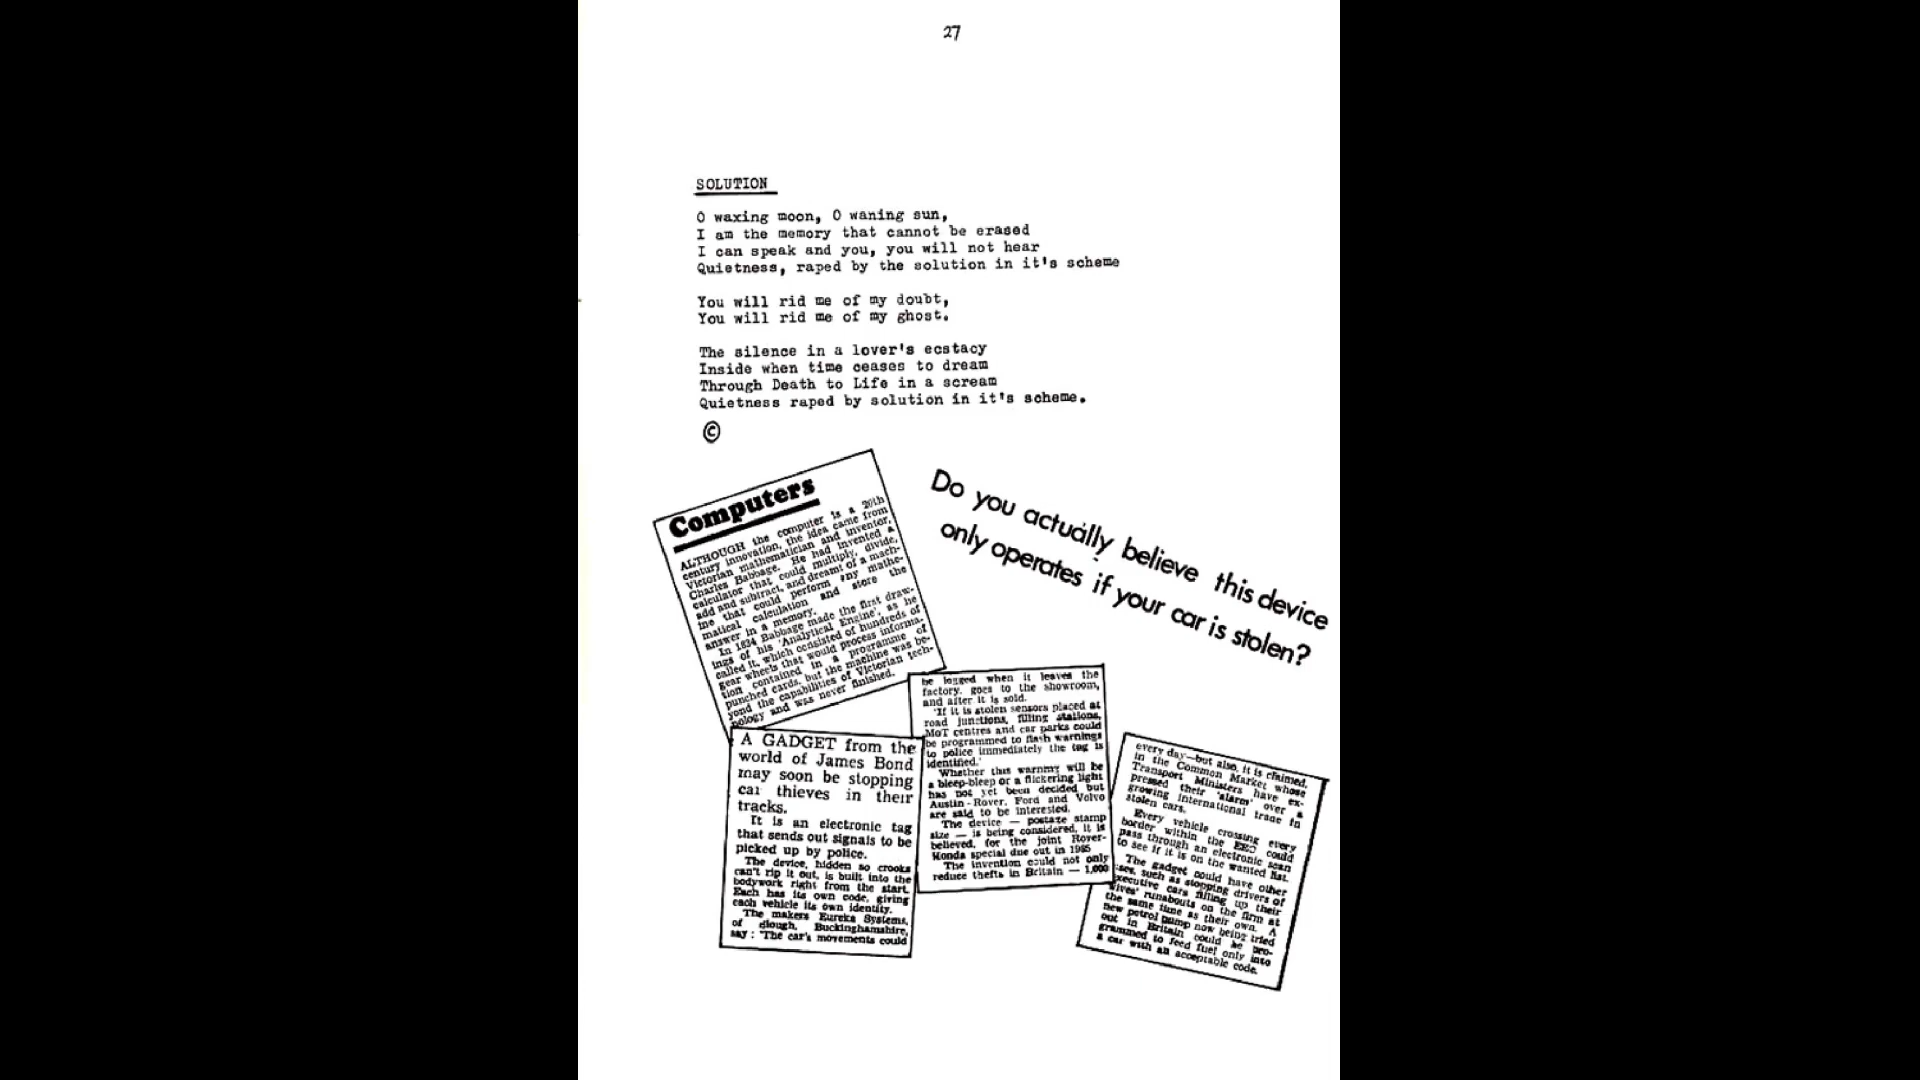 27
SOLUTION
O waxing moon, O waning sun,
I am the memory that cannot be erased
I can speak and you, you will not hear
Quietness, raped by the solution in it's scheme
You will rid me of my doubt,
You will rid me of my ghost.
The silence in a lover's ecstacy
Inside when time ceases to dream
Through Death to Life in a scream
Quietness raped by solution in it's scheme.
©
Computers
ALTHOUGH the computer is a 20th
century innovation, the idea came from
Victorian mathematician and inventor,
Charles Babbage. He had invented a
calculator that could multiply, divide,
add and subtract, and dreamt of a mach-
ine that could perform any mathe-
matical calculation and store the
answer in a memory.
In 1834 Babbage made the first draw-
ings of his 'Analytical Engine', as he
called it, which consisted of hundreds of
gear wheels that would process informa-
tion contained in a programme of
punched cards, but the machine was be-
yond the capabilities of Victorian tech-
nology and was never finished.
Do you actually believe this device
only operates if your car is stolen?
A GADGET from the
world of James Bond
may soon be stopping
car thieves in their
tracks.
It is an electronic tag
that sends out signals to be
picked up by police.
The device, hidden so crooks
can't rip it out, is built into the
bodywork right from the start.
Each has its own code, giving
each vehicle its own identity.
The makers Eureka Systems,
of Slough, Buckinghamshire,
say: 'The car's movements could
be logged when it leaves the
factory, goes to the showroom,
and after it is sold.
'If it is stolen sensors placed at
road junctions, filling stations,
MoT centres and car parks could
be programmed to flash warnings
to police immediately the tag is
identified.'
Whether this warning will be
a bleep-bleep or a flickering light
has not yet been decided but
Austin-Rover, Ford and Volvo
are said to be interested.
The device — postage stamp
size — is being considered, it is
believed, for the joint Rover-
Honda special due out in 1985
The invention could not only
reduce thefts in Britain — 1,000
every day—but also, it is claimed,
in the Common Market whose
Transport Ministers have ex-
pressed their 'alarm' over a
growing international trade in
stolen cars.
Every vehicle crossing every
border within the EEC could
pass through an electronic scan
to see if it is on the wanted list.
The gadget could have other
uses, such as stopping drivers of
executive cars filling up their
wives' runabouts on the firm at
the same time as their own. A
new petrol pump now being tried
out in Britain could be pro-
grammed to feed fuel only into
a car with an acceptable code.